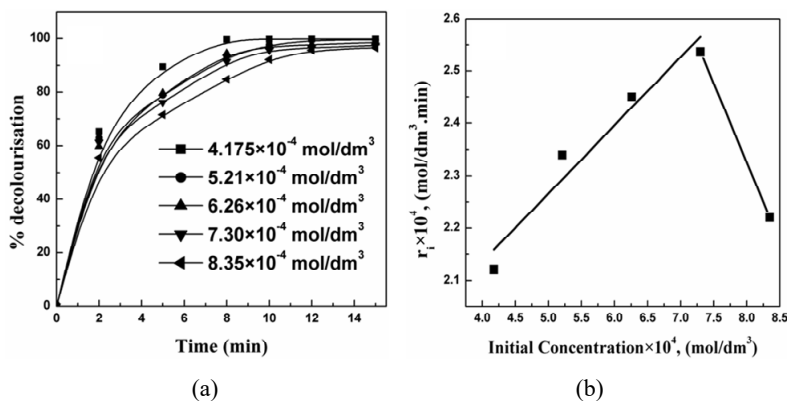 100
80
60
40
20
0
% decolourisation
4.175×10⁻⁴ mol/dm³
5.21×10⁻⁴ mol/dm³
6.26×10⁻⁴ mol/dm³
7.30×10⁻⁴ mol/dm³
8.35×10⁻⁴ mol/dm³
0 2 4 6 8 10 12 14
Time (min)
(a)
2.6
2.5
2.4
2.3
2.2
2.1
rᵢ×10⁴, (mol/dm³.min)
4.0 4.5 5.0 5.5 6.0 6.5 7.0 7.5 8.0 8.5
Initial Concentration×10⁴, (mol/dm³)
(b)